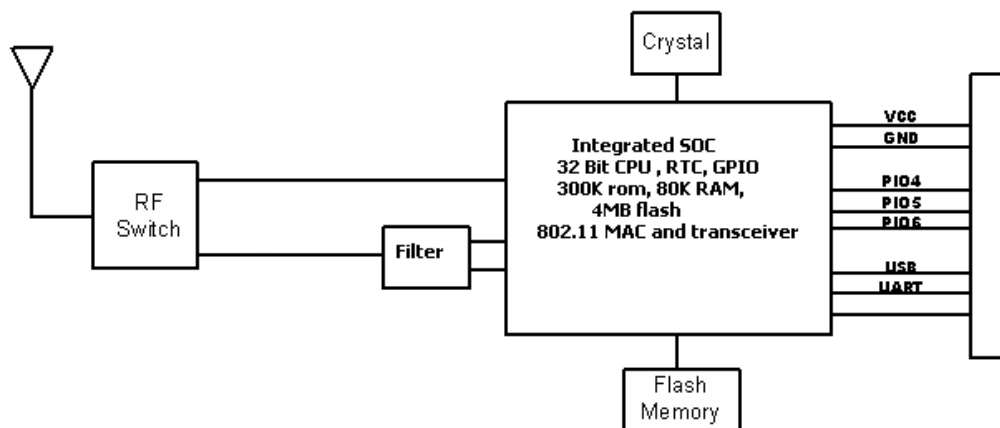 Crystal
VCC
GND
Integrated SOC
32 Bit CPU , RTC, GPIO
300K rom, 80K RAM,
4MB flash
802.11 MAC and transceiver
PIO4
PIO5
PIO6
RF
Switch
Filter
USB
UART
Flash
Memory